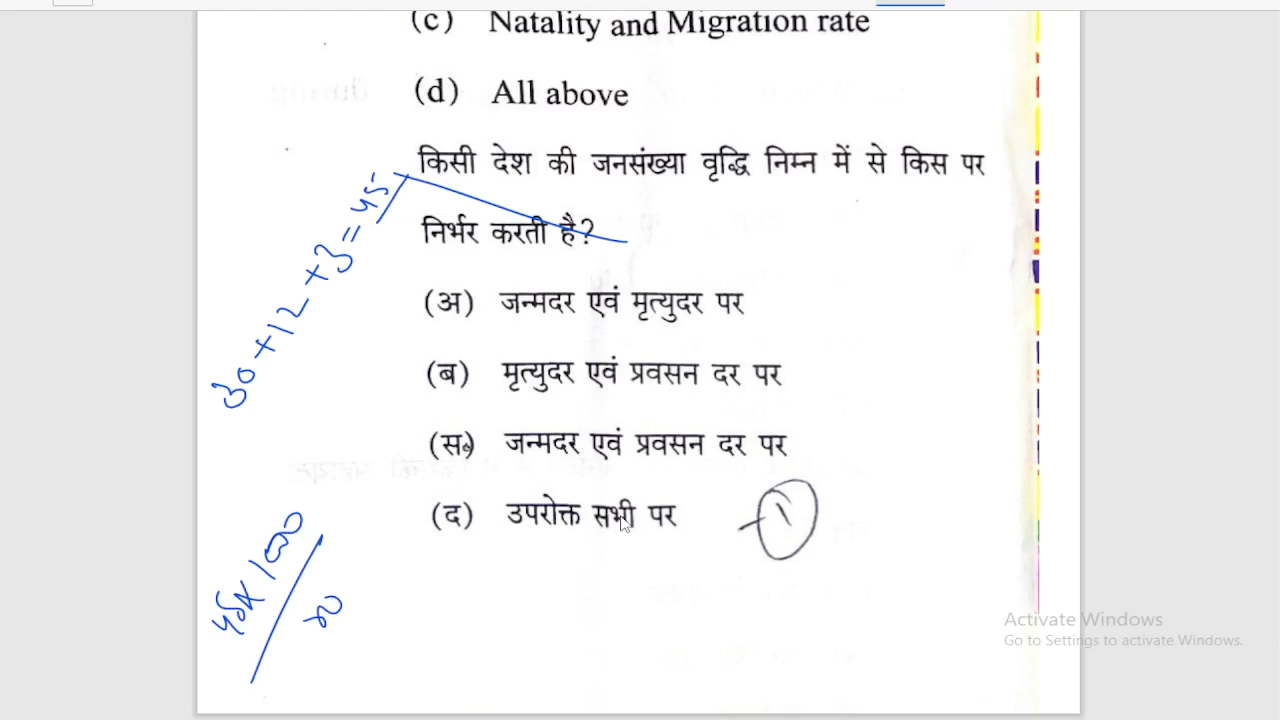 (c) Natality and Migration rate
(d) All above
किसी देश की जनसंख्या वृद्धि निम्न में से किस पर
निर्भर करती है?
(अ) जन्मदर एवं मृत्युदर पर
(ब) मृत्युदर एवं प्रवसन दर पर
(स) जन्मदर एवं प्रवसन दर पर
(द) उपरोक्त सभी पर
30+12+3=45
Activate Windows
Go to Settings to activate Windows.